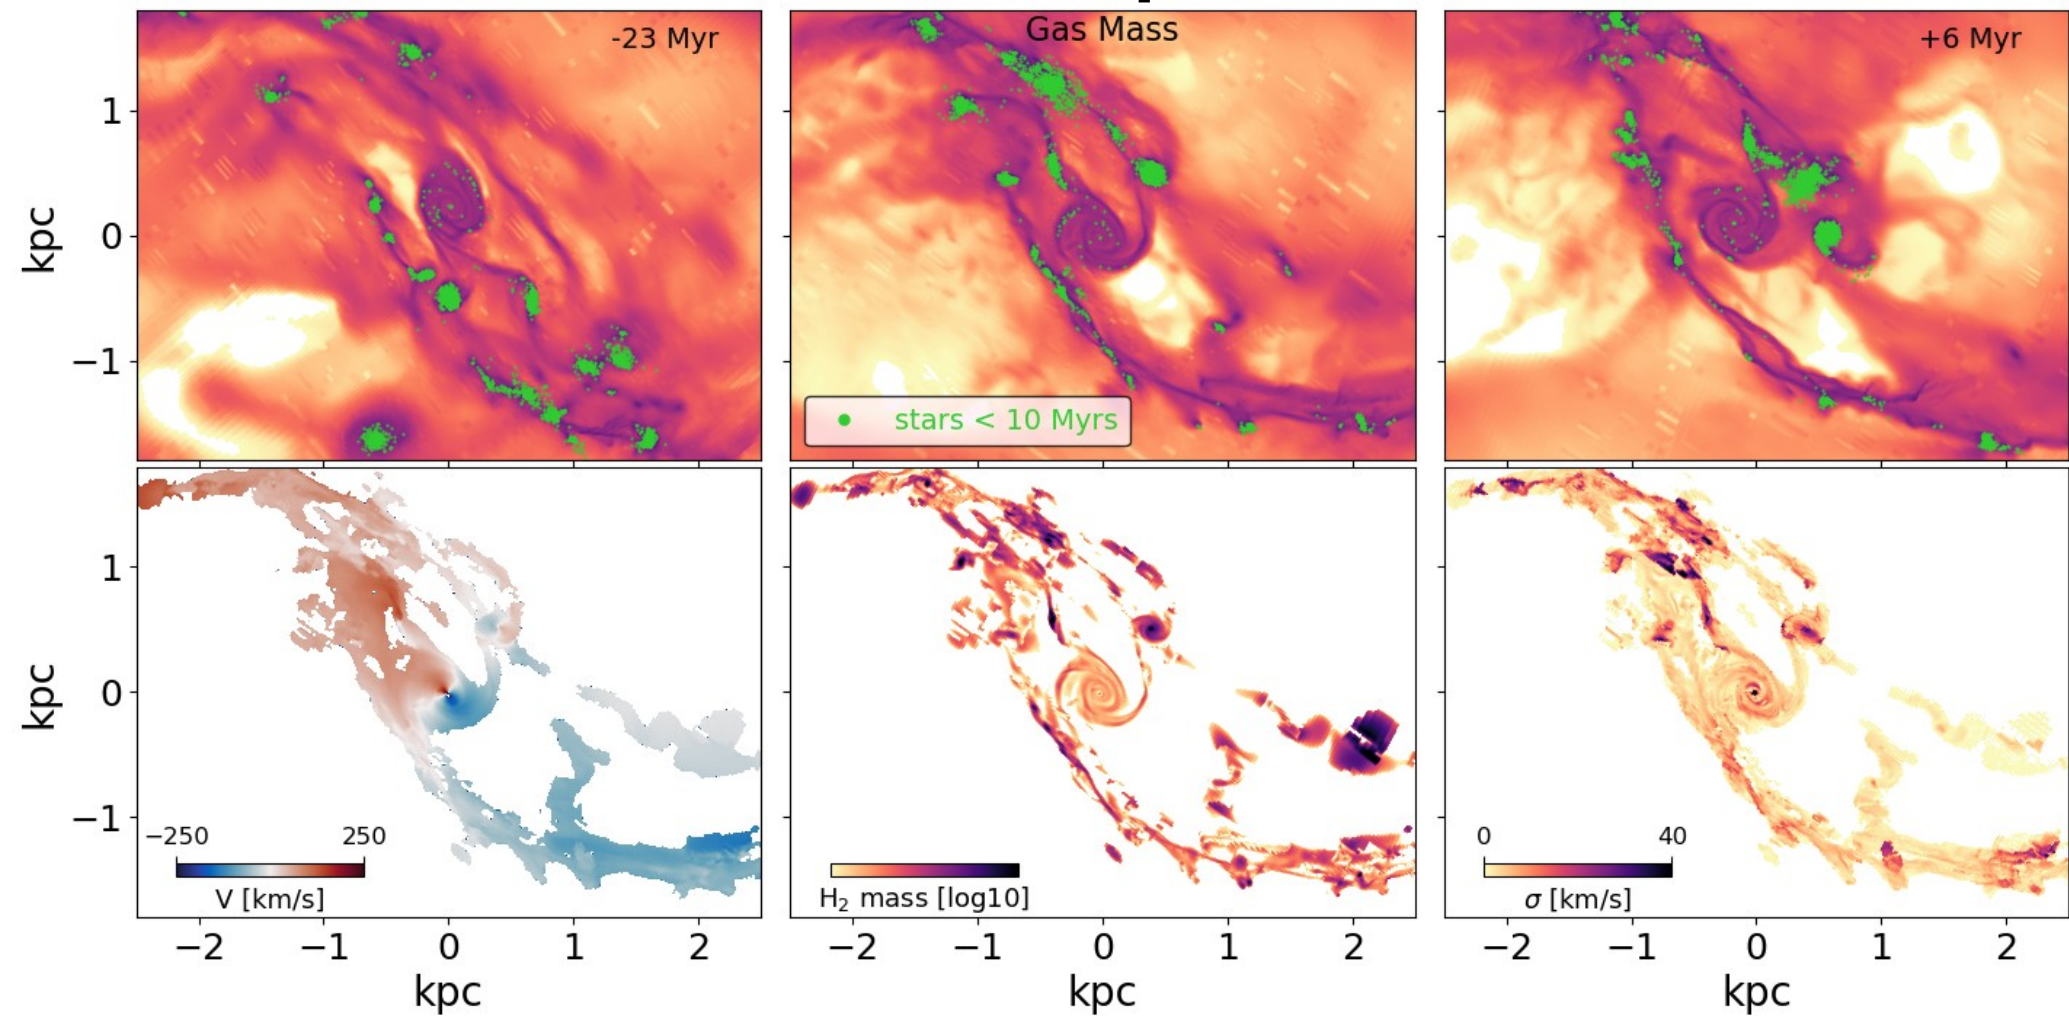 -23 Myr
Gas Mass
+6 Myr
kpc
1
0
−1
stars < 10 Myrs
kpc
1
0
−1
−250 250
V [km/s]
H₂ mass [log10]
0 40
σ [km/s]
−2 −1 0 1 2
−2 −1 0 1 2
−2 −1 0 1 2
kpc
kpc
kpc